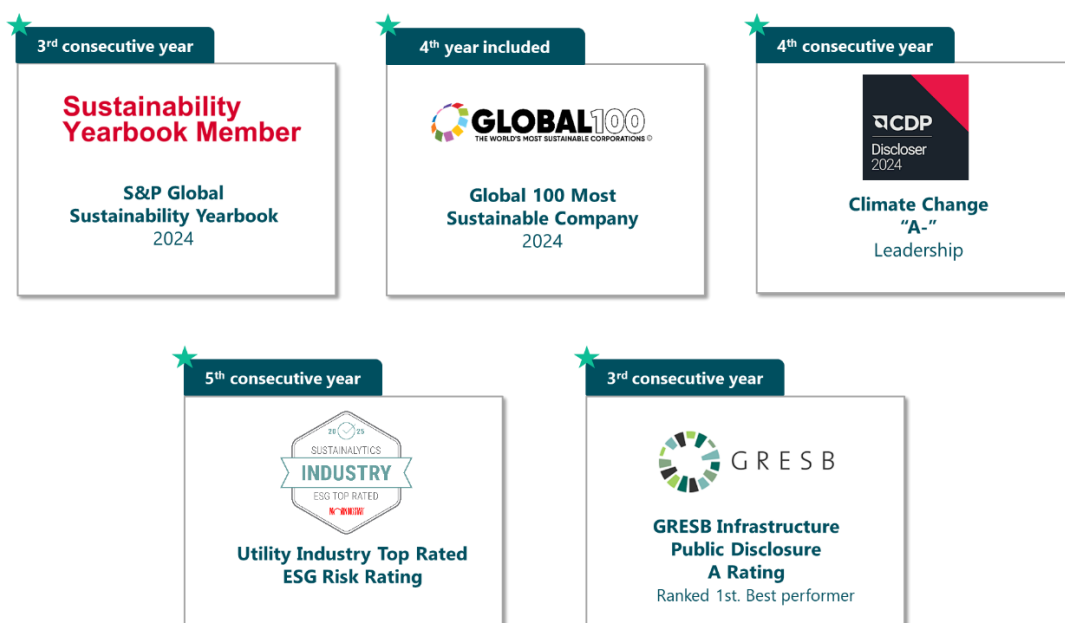 3rd consecutive year
Sustainability
Yearbook Member
S&P Global
Sustainability Yearbook
2024
4th year included
GLOBAL100
THE WORLD'S MOST SUSTAINABLE CORPORATIONS ©
Global 100 Most
Sustainable Company
2024
4th consecutive year
CDP
Discloser
2024
Climate Change
“A-”
Leadership
5th consecutive year
20 25
SUSTAINALYTICS
INDUSTRY
ESG TOP RATED
Utility Industry Top Rated
ESG Risk Rating
3rd consecutive year
GRESB
GRESB Infrastructure
Public Disclosure
A Rating
Ranked 1st. Best performer